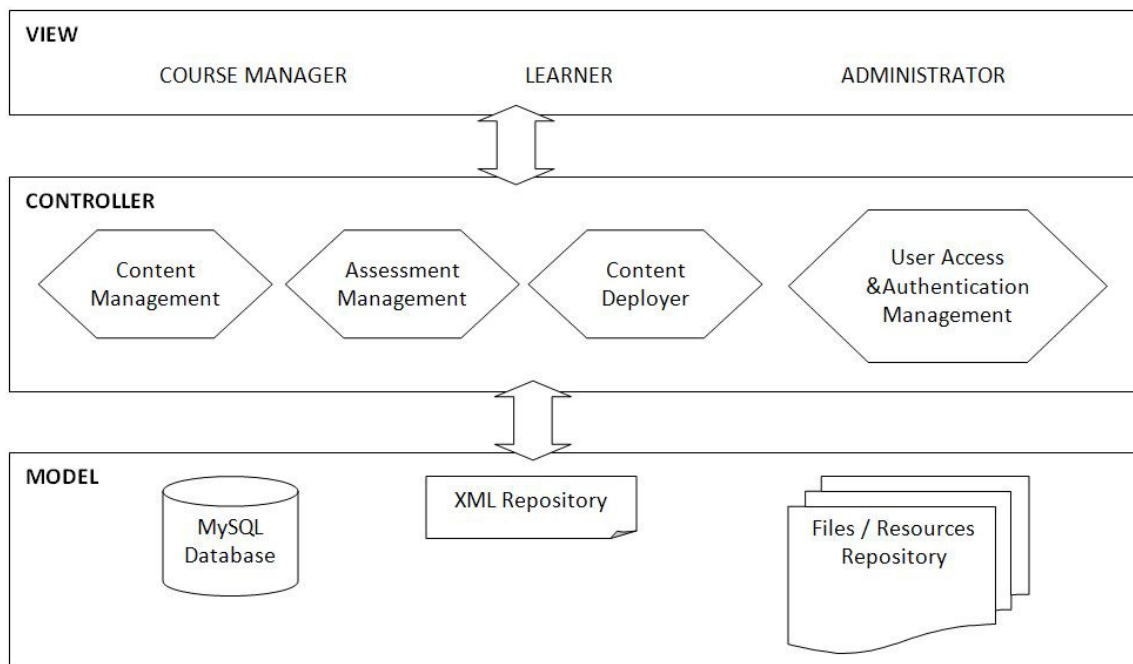 VIEW
COURSE MANAGER LEARNER ADMINISTRATOR
CONTROLLER
Content
Management
Assessment
Management
Content
Deployer
User Access
&Authentication
Management
MODEL
MySQL
Database
XML Repository
Files / Resources
Repository